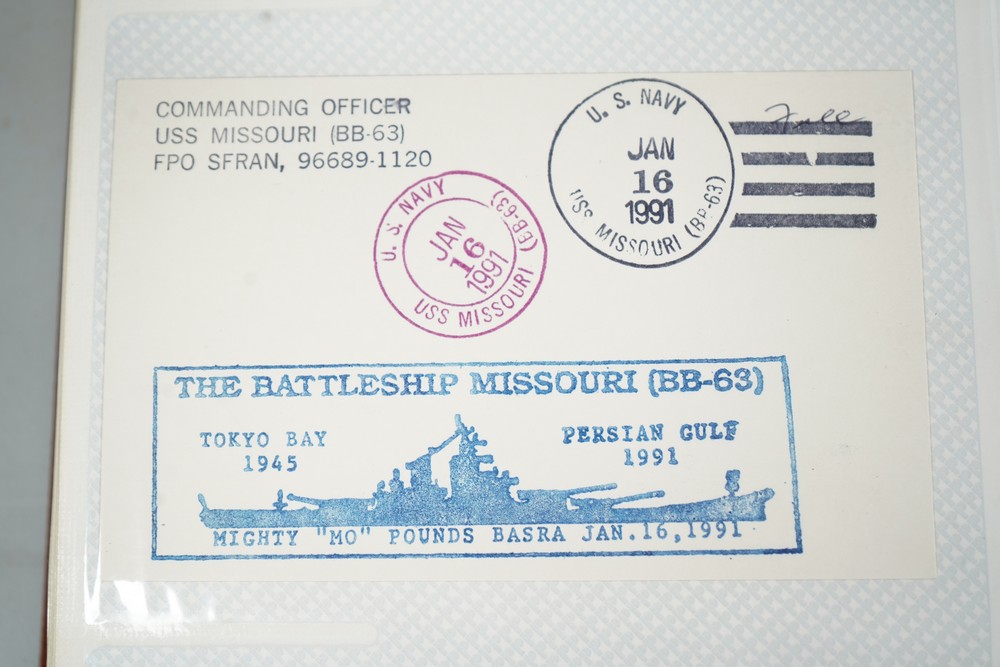 COMMANDING OFFICER
USS MISSOURI (BB-63)
FPO SFRAN, 96689-1120
U. S. NAVY
JAN
16
1991
USS MISSOURI (BB-63)
U. S. NAVY
JAN
16
1991
USS MISSOURI (BB-63)
THE BATTLESHIP MISSOURI (BB-63)
TOKYO BAY
1945
PERSIAN GULF
1991
MIGHTY "MO" POUNDS BASRA JAN.16,1991